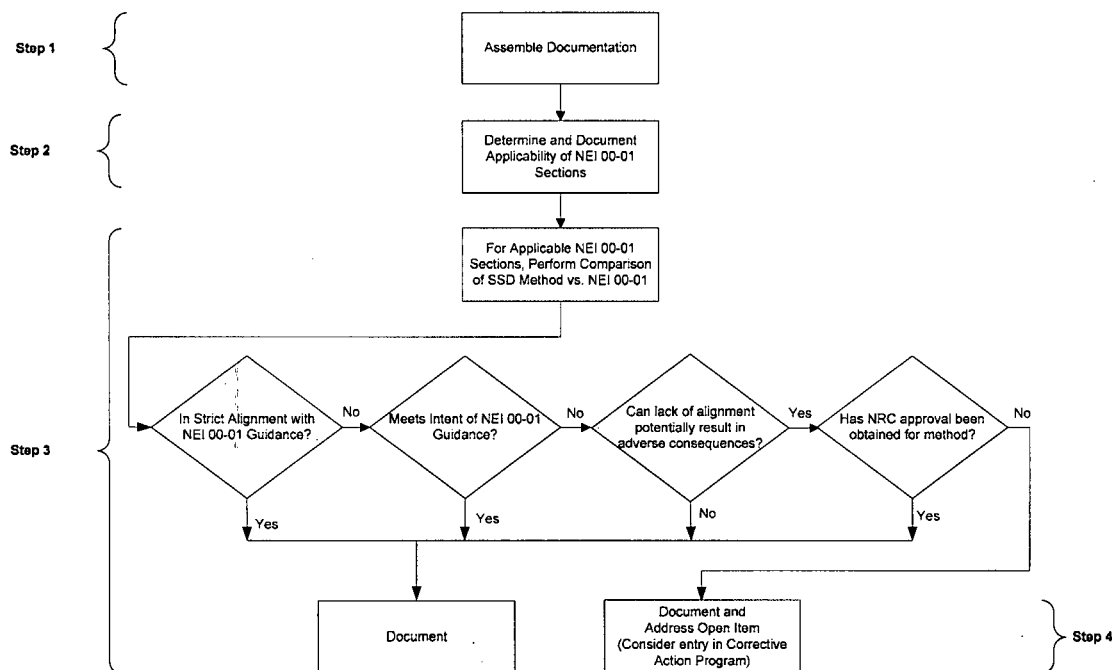 Step 1
Assemble Documentation
Step 2
Determine and Document
Applicability of NEI 00-01
Sections
For Applicable NEI 00-01
Sections, Perform Comparison
of SSD Method vs. NEI 00-01
Step 3
In Strict Alignment with
NEI 00-01 Guidance?
No
Meets Intent of NEI 00-01
Guidance?
No
Can lack of alignment
potentially result in
adverse consequences?
Yes
Has NRC approval been
obtained for method?
No
Yes
Yes
No
Yes
Document
Document and
Address Open Item
(Consider entry in Corrective
Action Program)
Step 4